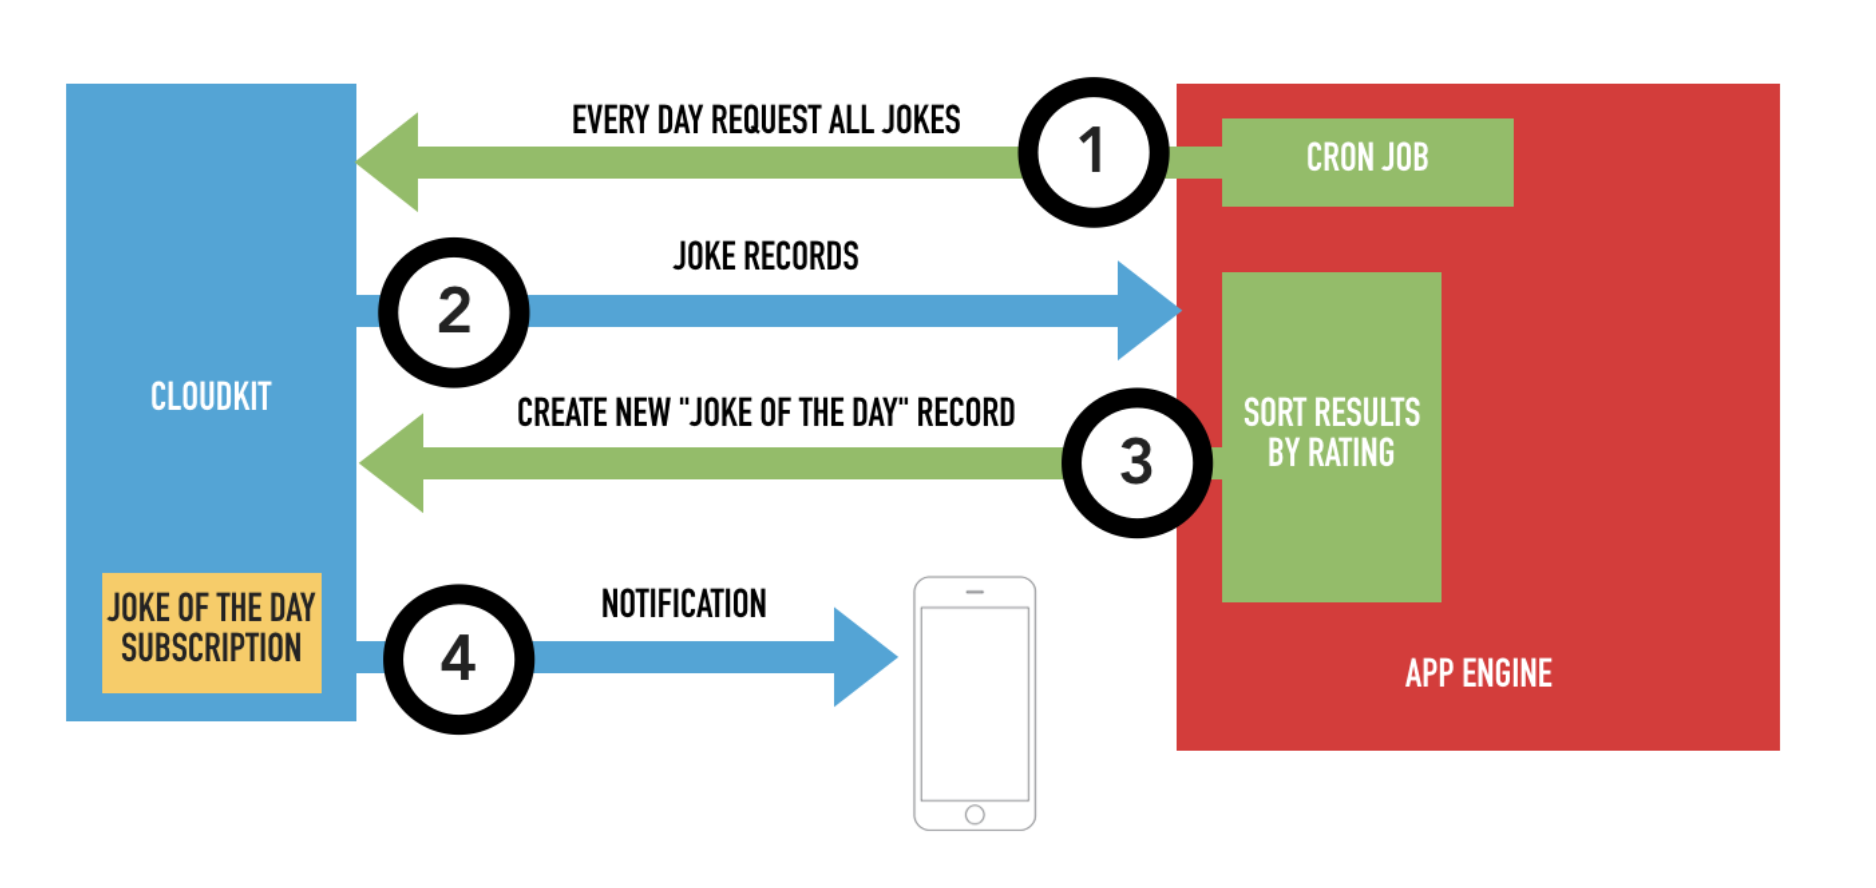 EVERY DAY REQUEST ALL JOKES
1
CRON JOB
JOKE RECORDS
2
CLOUDKIT
CREATE NEW "JOKE OF THE DAY" RECORD
3
SORT RESULTS
BY RATING
JOKE OF THE DAY
SUBSCRIPTION
4
NOTIFICATION
APP ENGINE